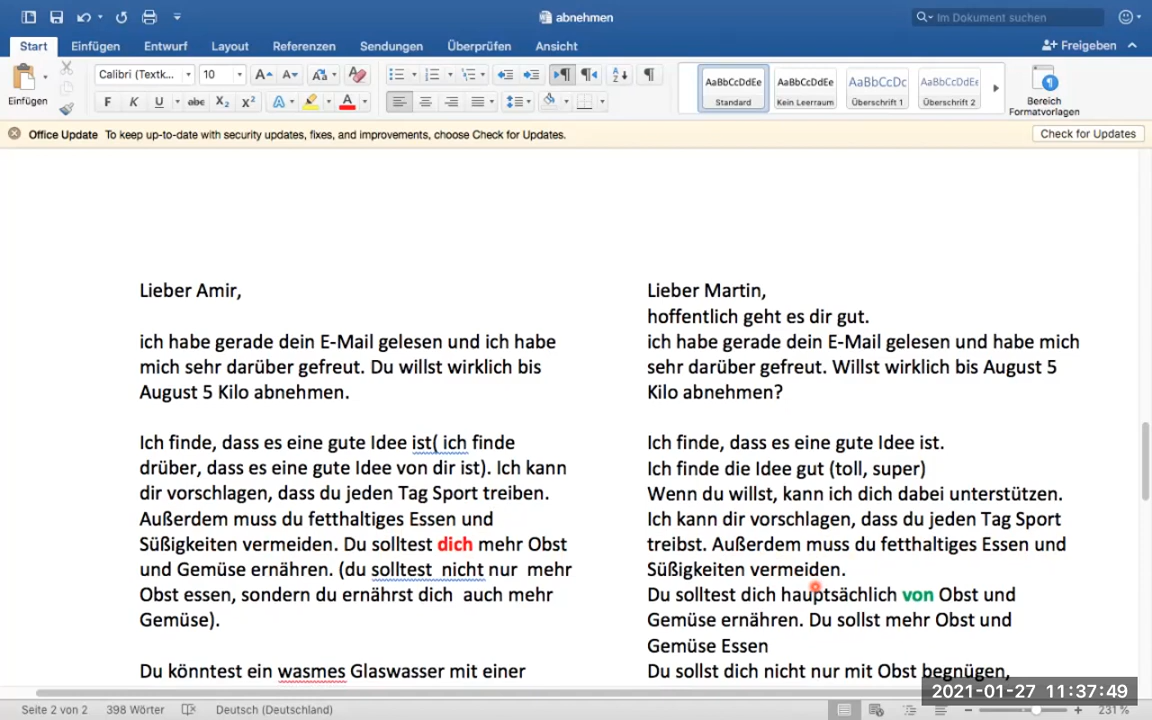 abnehmen
Im Dokument suchen
Start Einfügen Entwurf Layout Referenzen Sendungen Überprüfen Ansicht
Freigeben
Einfügen
Calibri (Textk... 10
F K U abc X₂ X²
AaBbCcDdEe AaBbCcDdEe AaBbCcDc AaBbCcDdEe
Standard Kein Leerraum Überschrift 1 Überschrift 2
Bereich
Formatvorlagen
Office Update To keep up-to-date with security updates, fixes, and improvements, choose Check for Updates.
Check for Updates
Lieber Amir,
ich habe gerade dein E-Mail gelesen und ich habe
mich sehr darüber gefreut. Du willst wirklich bis
August 5 Kilo abnehmen.
Ich finde, dass es eine gute Idee ist( ich finde
drüber, dass es eine gute Idee von dir ist). Ich kann
dir vorschlagen, dass du jeden Tag Sport treiben.
Außerdem muss du fetthaltiges Essen und
Süßigkeiten vermeiden. Du solltest dich mehr Obst
und Gemüse ernähren. (du solltest nicht nur mehr
Obst essen, sondern du ernährst dich auch mehr
Gemüse).
Du könntest ein wasmes Glaswasser mit einer
Lieber Martin,
hoffentlich geht es dir gut.
ich habe gerade dein E-Mail gelesen und habe mich
sehr darüber gefreut. Willst wirklich bis August 5
Kilo abnehmen?
Ich finde, dass es eine gute Idee ist.
Ich finde die Idee gut (toll, super)
Wenn du willst, kann ich dich dabei unterstützen.
Ich kann dir vorschlagen, dass du jeden Tag Sport
treibst. Außerdem muss du fetthaltiges Essen und
Süßigkeiten vermeiden.
Du solltest dich hauptsächlich von Obst und
Gemüse ernähren. Du sollst mehr Obst und
Gemüse Essen
Du sollst dich nicht nur mit Obst begnügen,
2021-01-27 11:37:49
Seite 2 von 2 398 Wörter Deutsch (Deutschland) 231 %